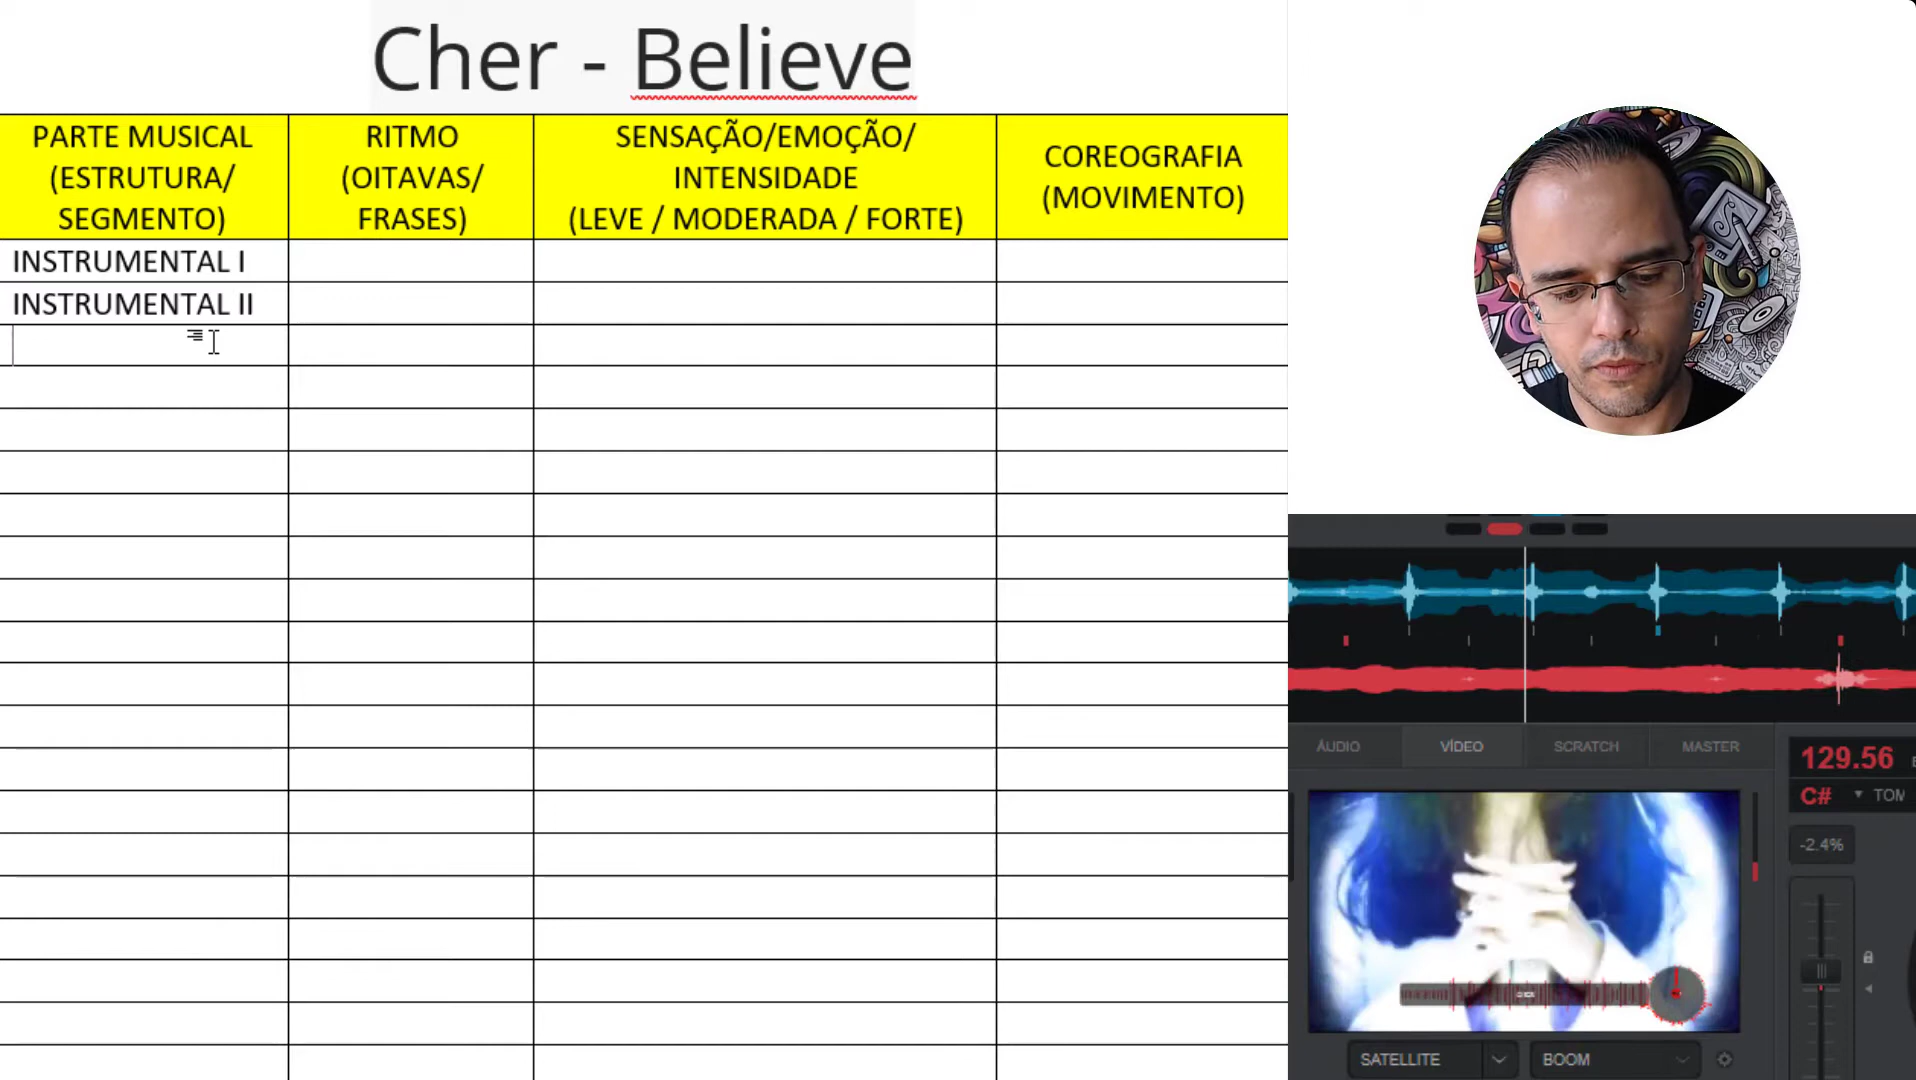 Cher - Believe
PARTE MUSICAL
(ESTRUTURA/
SEGMENTO)
RITMO
(OITAVAS/
FRASES)
SENSAÇÃO/EMOÇÃO/
INTENSIDADE
(LEVE / MODERADA / FORTE)
COREOGRAFIA
(MOVIMENTO)
INSTRUMENTAL I
INSTRUMENTAL II
ÁUDIO
VÍDEO
SCRATCH
MASTER
129.56
C#
TOM
-2.4%
SATELLITE
BOOM